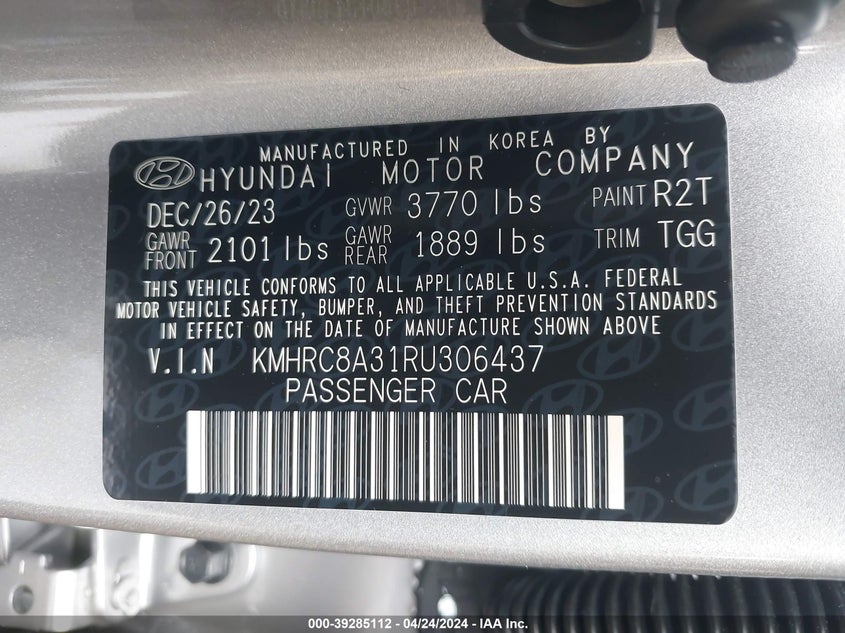 MANUFACTURED IN KOREA BY
HYUNDAI MOTOR COMPANY
DEC/26/23 GVWR 3770 lbs PAINT R2T
GAWR FRONT 2101 lbs GAWR REAR 1889 lbs TRIM TGG
THIS VEHICLE CONFORMS TO ALL APPLICABLE U.S.A. FEDERAL
MOTOR VEHICLE SAFETY, BUMPER, AND THEFT PREVENTION STANDARDS
IN EFFECT ON THE DATE OF MANUFACTURE SHOWN ABOVE
V.I.N KMHRC8A31RU306437
PASSENGER CAR
000-39285112 - 04/24/2024 - IAA Inc.